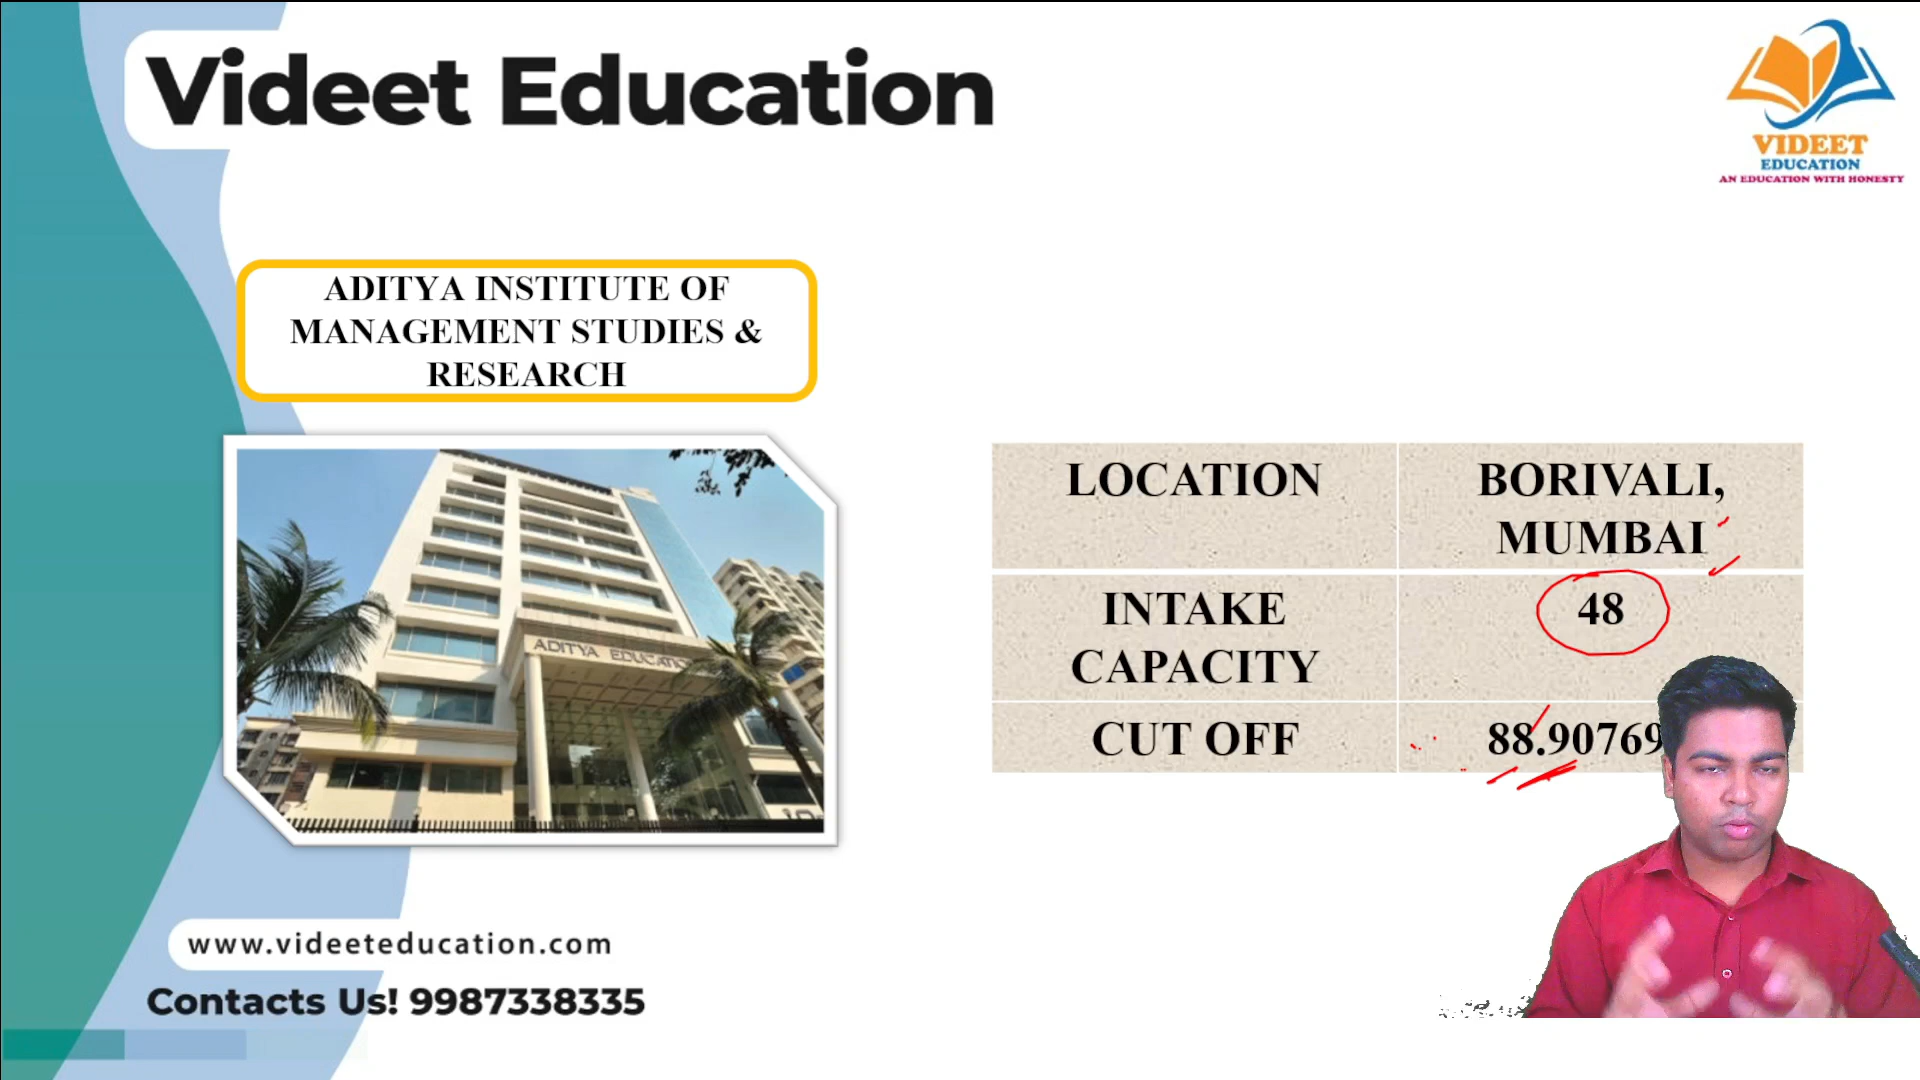 Videet Education
VIDEET
EDUCATION
AN EDUCATION WITH HONESTY
ADITYA INSTITUTE OF
MANAGEMENT STUDIES &
RESEARCH
ADITYA EDUCATION
LOCATION
BORIVALI,
MUMBAI
INTAKE
CAPACITY
48
CUT OFF
88.90769
www.videeteducation.com
Contacts Us! 9987338335